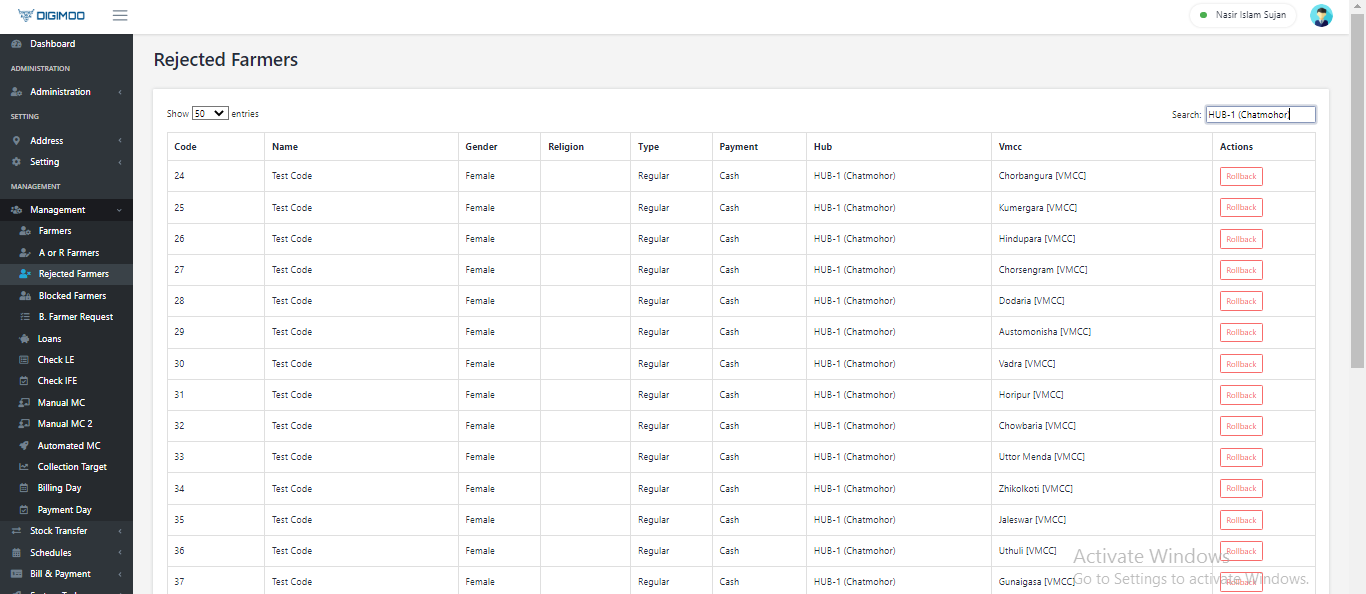 DIGIMOO
Nasir Islam Sujan
Dashboard
ADMINISTRATION
Administration
SETTING
Address
Setting
MANAGEMENT
Management
Farmers
A or R Farmers
Rejected Farmers
Blocked Farmers
B. Farmer Request
Loans
Check LE
Check IFE
Manual MC
Manual MC 2
Automated MC
Collection Target
Billing Day
Payment Day
Stock Transfer
Schedules
Bill & Payment
Rejected Farmers
Show 50 entries
Search: HUB-1 (Chatmohor)
Code Name Gender Religion Type Payment Hub Vmcc Actions
24 Test Code Female Regular Cash HUB-1 (Chatmohor) Chorbangura [VMCC] Rollback
25 Test Code Female Regular Cash HUB-1 (Chatmohor) Kumergara [VMCC] Rollback
26 Test Code Female Regular Cash HUB-1 (Chatmohor) Hindupara [VMCC] Rollback
27 Test Code Female Regular Cash HUB-1 (Chatmohor) Chorsengram [VMCC] Rollback
28 Test Code Female Regular Cash HUB-1 (Chatmohor) Dodaria [VMCC] Rollback
29 Test Code Female Regular Cash HUB-1 (Chatmohor) Austomonisha [VMCC] Rollback
30 Test Code Female Regular Cash HUB-1 (Chatmohor) Vadra [VMCC] Rollback
31 Test Code Female Regular Cash HUB-1 (Chatmohor) Horipur [VMCC] Rollback
32 Test Code Female Regular Cash HUB-1 (Chatmohor) Chowbaria [VMCC] Rollback
33 Test Code Female Regular Cash HUB-1 (Chatmohor) Uttor Menda [VMCC] Rollback
34 Test Code Female Regular Cash HUB-1 (Chatmohor) Zhikolkoti [VMCC] Rollback
35 Test Code Female Regular Cash HUB-1 (Chatmohor) Jaleswar [VMCC] Rollback
36 Test Code Female Regular Cash HUB-1 (Chatmohor) Uthuli [VMCC] Rollback
37 Test Code Female Regular Cash HUB-1 (Chatmohor) Gunaigasa [VMCC] Rollback
Activate Windows
Go to Settings to activate Windows.